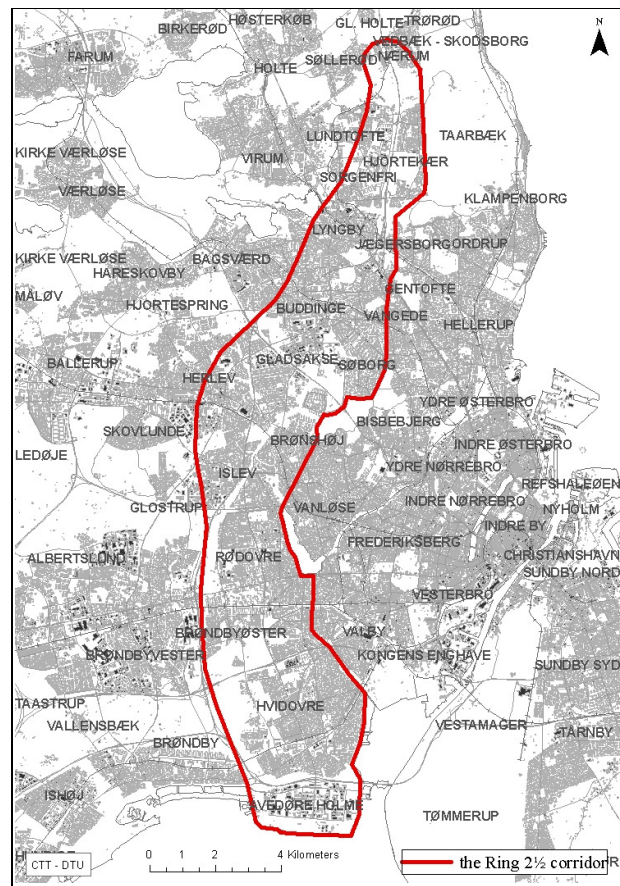 GL. HOLTE TRØRØD
HØSTERKØB
BIRKERØD
N
VEDBÆK - SKODSBORG
FARUM
NÆRUM
SØLLERØD
HOLTE
LUNDTOFTE
TAARBÆK
KIRKE VÆRLØSE
VIRUM
HJORTEKÆR
SORGENFRI
VÆRLØSE
KLAMPENBORG
LYNGBY
JÆGERSBORG ORDRUP
KIRKE VÆRLØSE
BAGSVÆRD
HARESKOVBY
GENTOFTE
MÅLØV
HJORTESPRING
BUDDINGE
VANGEDE
HELLERUP
BALLERUP
GLADSAKSE
SØBORG
HERLEV
YDRE ØSTERBRO
BISBEBJERG
SKOVLUNDE
BRØNSHØJ
INDRE ØSTERBRO
LEDØJE
YDRE NØRREBRO
ISLEV
REFSHALEØEN
INDRE NØRREBRO
GLOSTRUP
VANLØSE
NYHOLM
INDRE BY
FREDERIKSBERG
ALBERTSLUND
RØDOVRE
CHRISTIANSHAVN
SUNDBY NORD
VESTERBRO
BRØNDBYØSTER
VALBY
BRØNDBYVESTER
KONGENS ENGHAVE
SUNDBY SYD
TAASTRUP
HVIDOVRE
VALLENSBÆK
VESTAMAGER
TÅRNBY
BRØNDBY
ISHØJ
AVEDØRE HOLME
TØMMERUP
CTT - DTU
0 1 2 4 Kilometers
the Ring 2½ corridor